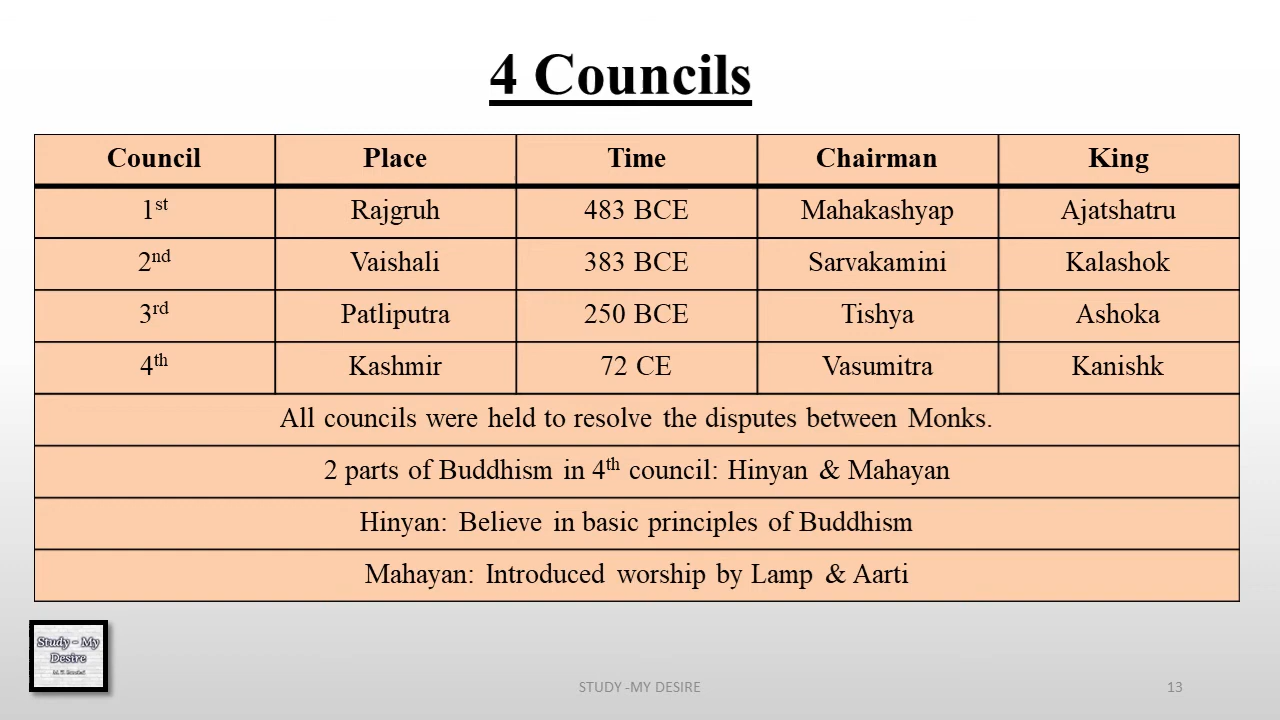 4 Councils
Council Place Time Chairman King
1st Rajgruh 483 BCE Mahakashyap Ajatshatru
2nd Vaishali 383 BCE Sarvakamini Kalashok
3rd Patliputra 250 BCE Tishya Ashoka
4th Kashmir 72 CE Vasumitra Kanishk
All councils were held to resolve the disputes between Monks.
2 parts of Buddhism in 4th council: Hinyan & Mahayan
Hinyan: Believe in basic principles of Buddhism
Mahayan: Introduced worship by Lamp & Aarti
Study - My
Desire
STUDY -MY DESIRE 13